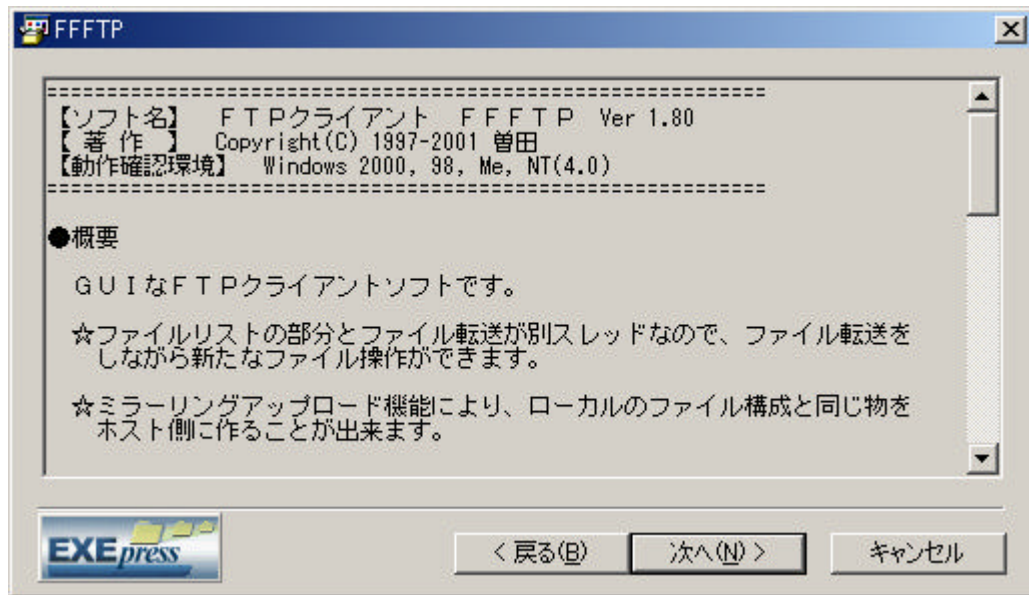 FFFTP
============================================================
【ソフト名】　ＦＴＰクライアント　ＦＦＦＴＰ　Ver 1.80
【 著 作 】　Copyright(C) 1997-2001 曽田
【動作確認環境】　Windows 2000, 98, Me, NT(4.0)
============================================================
●概要
ＧＵＩなＦＴＰクライアントソフトです。
☆ファイルリストの部分とファイル転送が別スレッドなので、ファイル転送を
しながら新たなファイル操作ができます。
☆ミラーリングアップロード機能により、ローカルのファイル構成と同じ物を
ホスト側に作ることが出来ます。
EXEpress
< 戻る(B)
次へ(N) >
キャンセル